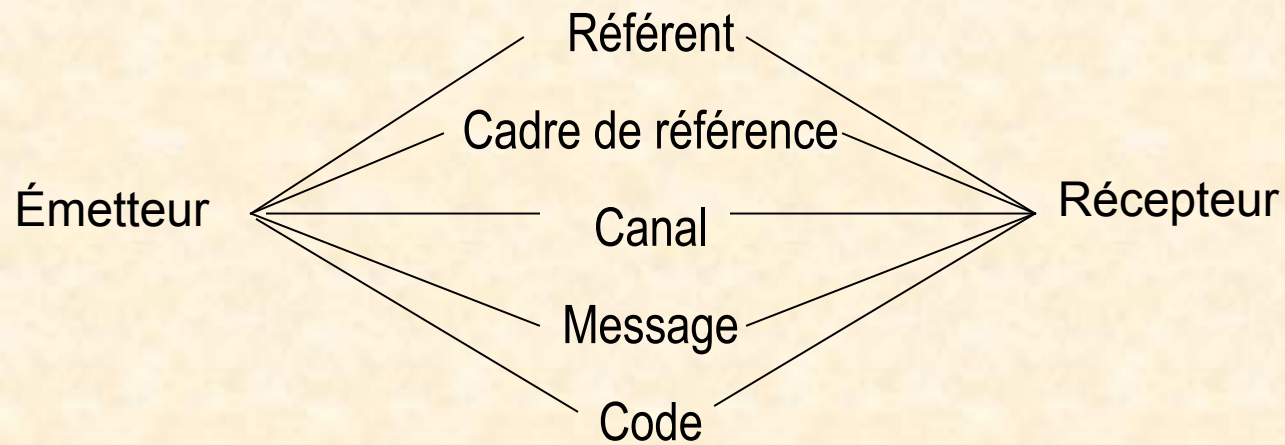 Référent
Cadre de référence
Émetteur
Récepteur
Canal
Message
Code